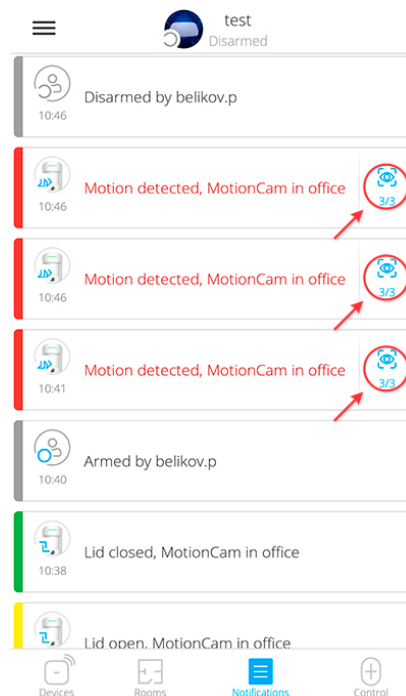 test
Disarmed
Disarmed by belikov.p
10:46
Motion detected, MotionCam in office
3/3
10:46
Motion detected, MotionCam in office
3/3
10:46
Motion detected, MotionCam in office
3/3
10:41
Armed by belikov.p
10:40
Lid closed, MotionCam in office
10:38
Lid open, MotionCam in office
Devices Rooms Notifications Control